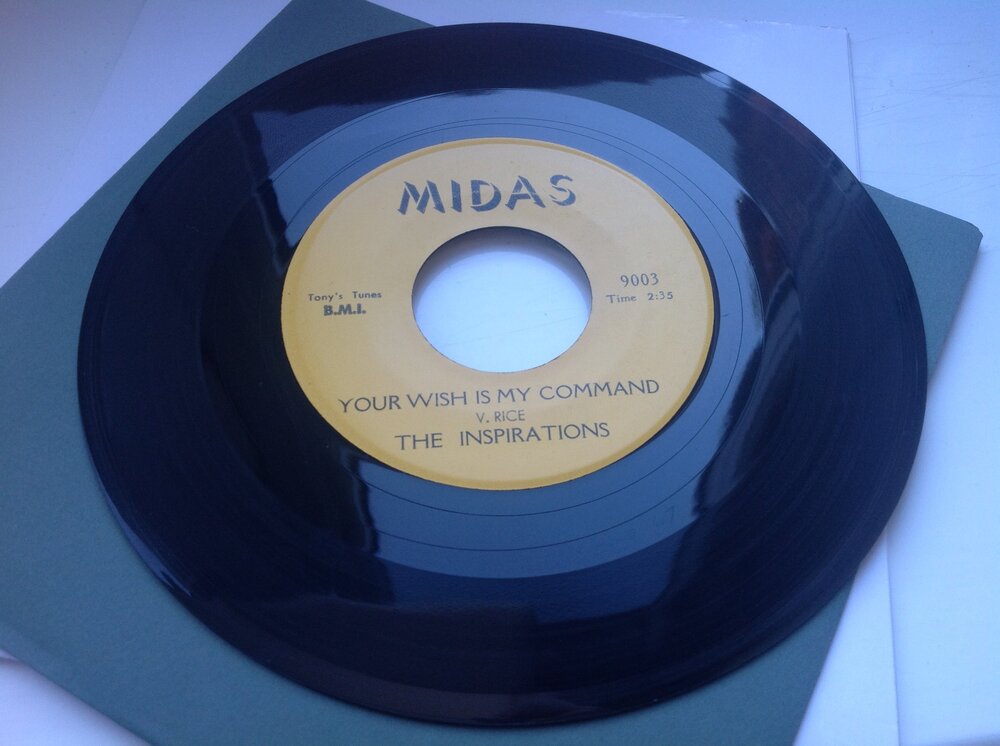 MIDAS
Tony's Tunes
B.M.I.
9003
Time 2:35
YOUR WISH IS MY COMMAND
V. RICE
THE INSPIRATIONS